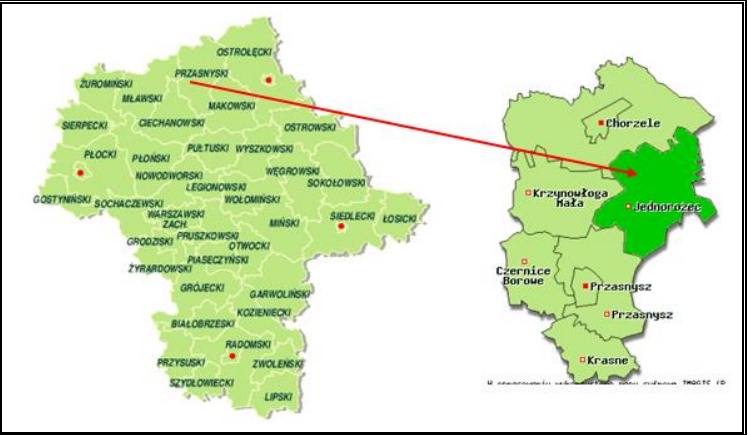 OSTROŁĘCKI
PRZASNYSKI
ŻUROMIŃSKI
MŁAWSKI
MAKOWSKI
SIERPECKI
CIECHANOWSKI
OSTROWSKI
PŁOCKI
PŁOŃSKI
PUŁTUSKI
WYSZKOWSKI
NOWODWORSKI
WĘGROWSKI
LEGIONOWSKI
SOKOŁOWSKI
GOSTYNIŃSKI
SOCHACZEWSKI
WOŁOMIŃSKI
WARSZAWSKI
ZACH.
MIŃSKI
SIEDLECKI
ŁOSICKI
GRODZISKI
PRUSZKOWSKI
OTWOCKI
PIASECZYŃSKI
ŻYRARDOWSKI
GRÓJECKI
GARWOLIŃSKI
KOZIENICKI
BIAŁOBRZESKI
RADOMSKI
PRZYSUSKI
ZWOLEŃSKI
SZYDŁOWIECKI
LIPSKI
Chorzele
Krzynowłoga
Mała
Jednorożec
Czernice
Borowe
Przasnysz
Przasnysz
Krasne